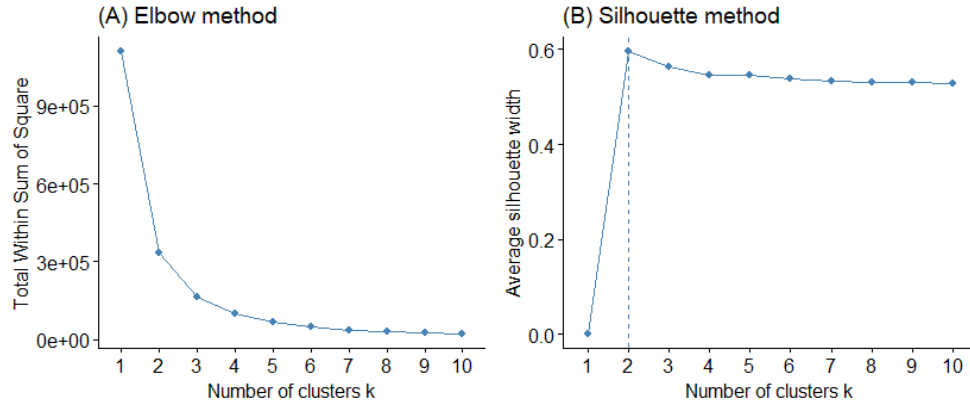 (A) Elbow method
Total Within Sum of Square
9e+05
6e+05
3e+05
0e+00
1 2 3 4 5 6 7 8 9 10
Number of clusters k
(B) Silhouette method
Average silhouette width
0.6
0.4
0.2
0.0
1 2 3 4 5 6 7 8 9 10
Number of clusters k